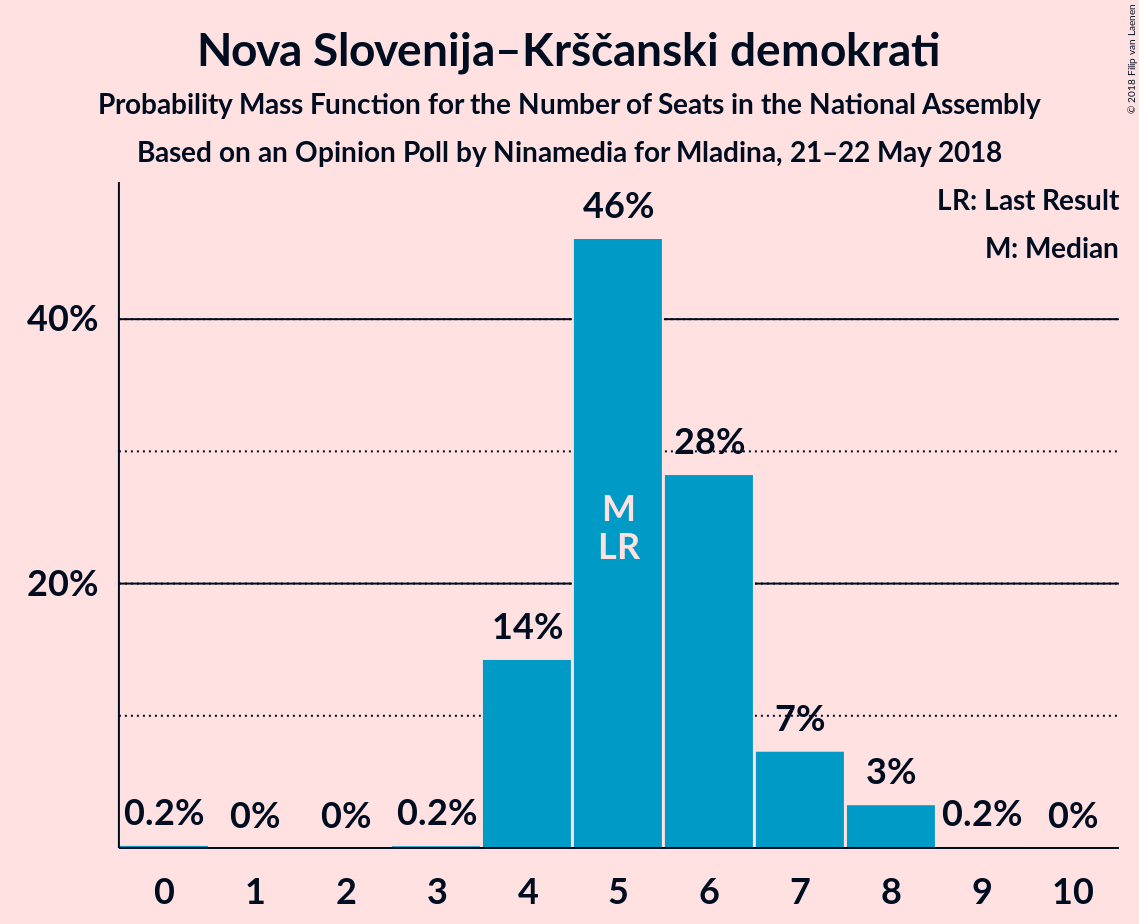 Nova Slovenija–Krščanski demokrati
Probability Mass Function for the Number of Seats in the National Assembly
Based on an Opinion Poll by Ninamedia for Mladina, 21–22 May 2018
© 2018 Filip van Laenen
LR: Last Result
M: Median
46%
40%
28%
M
LR
20%
14%
7%
3%
0.2% 0% 0% 0.2% 0.2% 0%
0 1 2 3 4 5 6 7 8 9 10